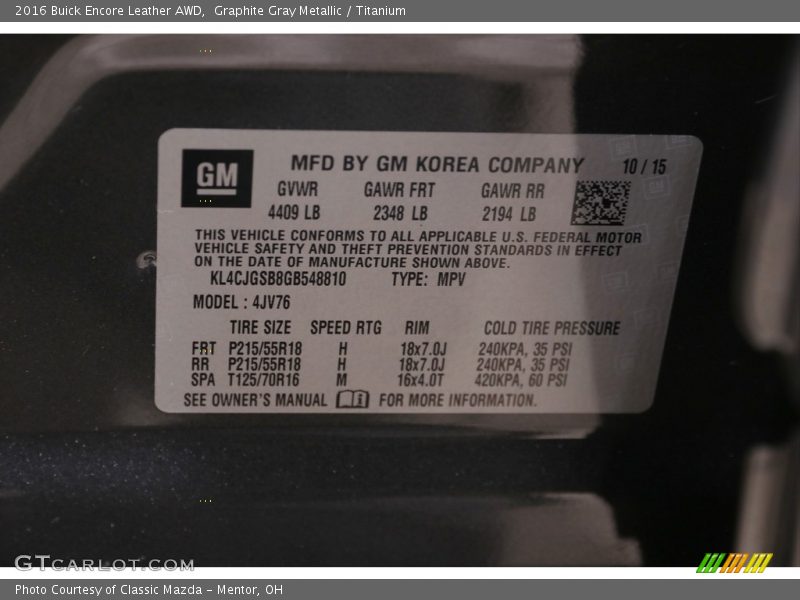 2016 Buick Encore Leather AWD, Graphite Gray Metallic / Titanium
GM
MFD BY GM KOREA COMPANY 10/15
GVWR GAWR FRT GAWR RR
4409 LB 2348 LB 2194 LB
THIS VEHICLE CONFORMS TO ALL APPLICABLE U.S. FEDERAL MOTOR
VEHICLE SAFETY AND THEFT PREVENTION STANDARDS IN EFFECT
ON THE DATE OF MANUFACTURE SHOWN ABOVE.
KL4CJGSB8GB548810 TYPE: MPV
MODEL : 4JV76
TIRE SIZE SPEED RTG RIM COLD TIRE PRESSURE
FRT P215/55R18 H 18x7.0J 240KPA, 35 PSI
RR P215/55R18 H 18x7.0J 240KPA, 35 PSI
SPA T125/70R16 M 16x4.0T 420KPA, 60 PSI
SEE OWNER'S MANUAL FOR MORE INFORMATION.
GTCARLOT.COM
Photo Courtesy of Classic Mazda - Mentor, OH